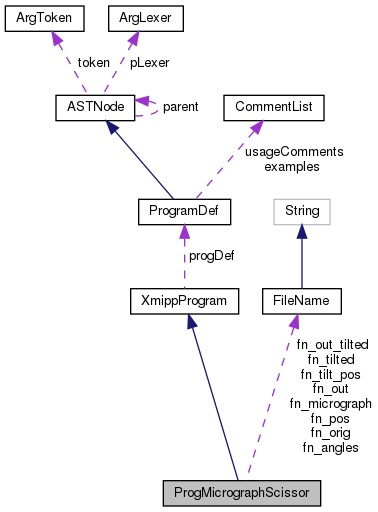 ArgToken
ArgLexer
token
pLexer
ASTNode
parent
CommentList
usageComments
examples
ProgramDef
String
progDef
XmippProgram
FileName
fn_out_tilted
fn_tilted
fn_tilt_pos
fn_out
fn_micrograph
fn_pos
fn_orig
fn_angles
ProgMicrographScissor